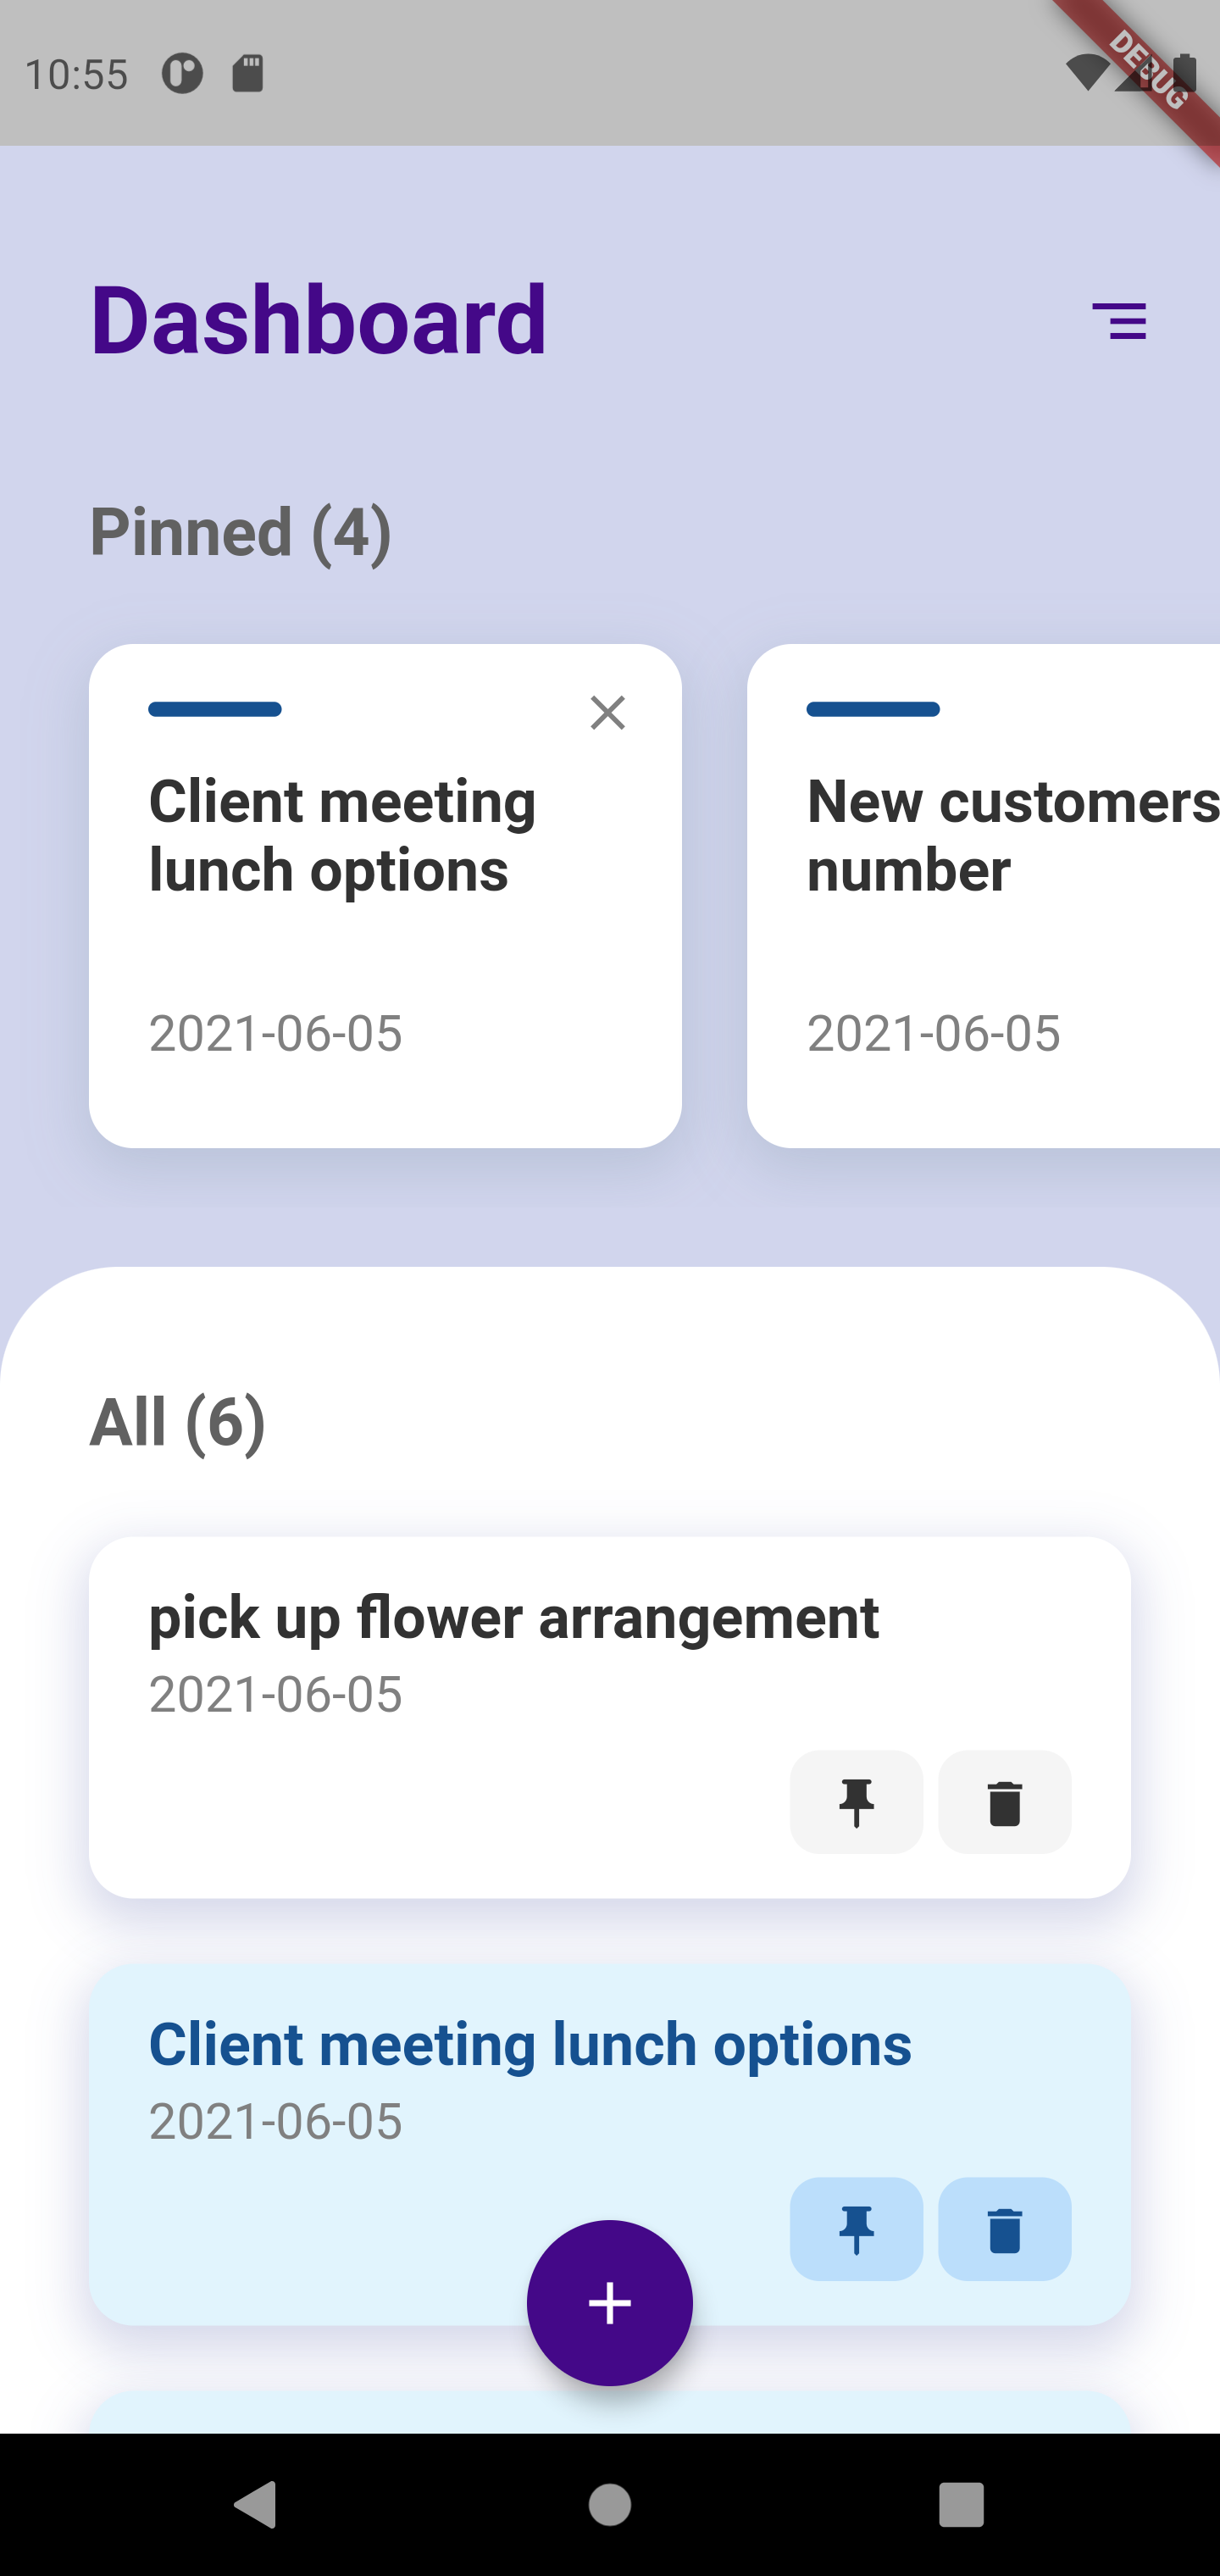 10:55
DEBUG
Dashboard
Pinned (4)
Client meeting
lunch options
2021-06-05
New customers
number
2021-06-05
All (6)
pick up flower arrangement
2021-06-05
Client meeting lunch options
2021-06-05